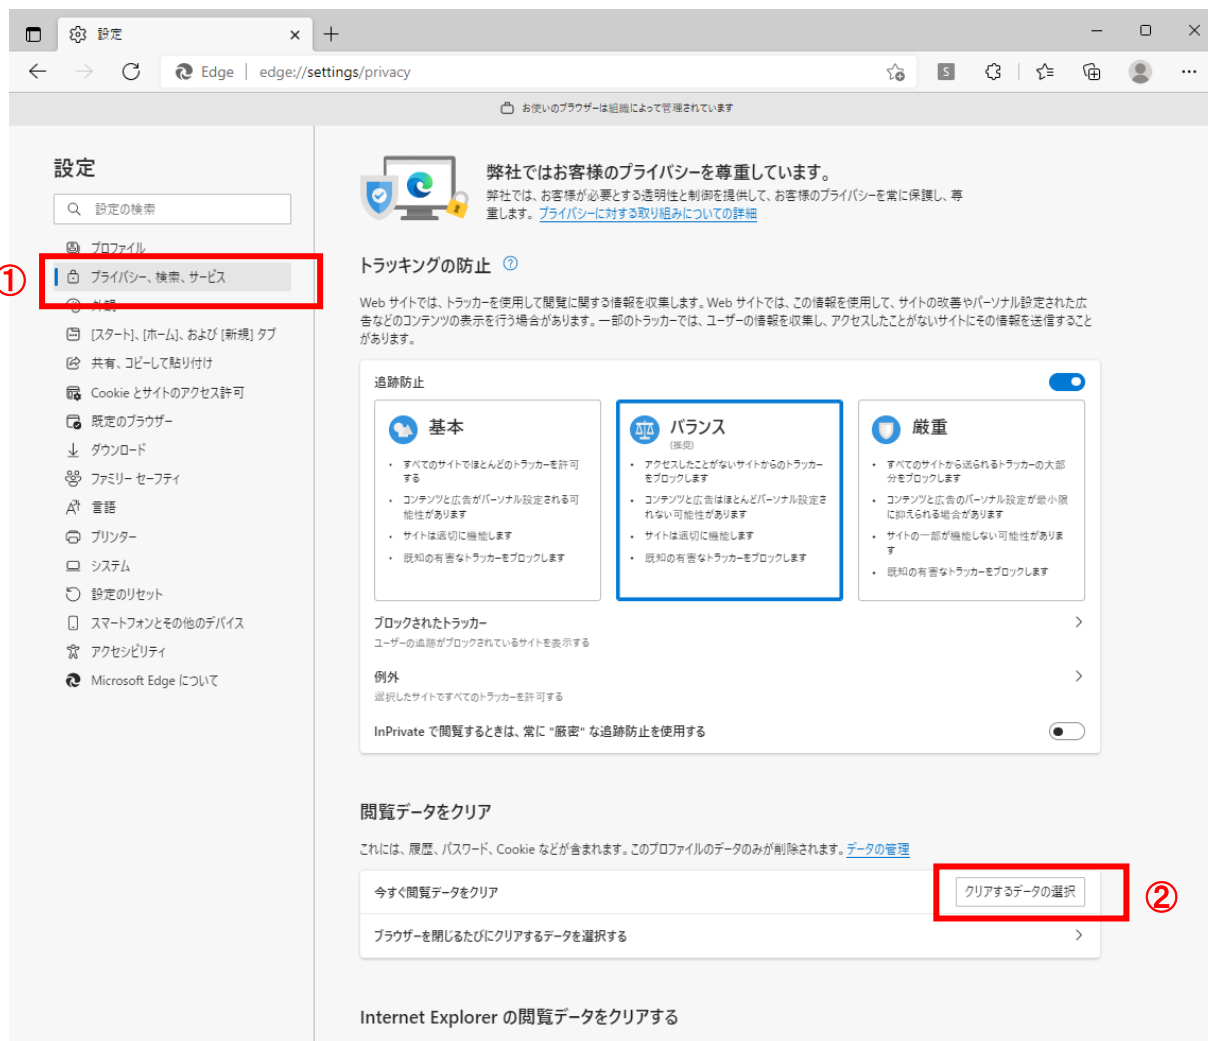 設定
Edge
edge://settings/privacy
S
お使いのブラウザーは組織によって管理されています
設定
設定の検索
プロファイル
①
プライバシー、検索、サービス
外観
[スタート]、[ホーム]、および [新規] タブ
共有、コピーして貼り付け
Cookie とサイトのアクセス許可
既定のブラウザー
ダウンロード
ファミリー セーフティ
言語
プリンター
システム
設定のリセット
スマートフォンとその他のデバイス
アクセシビリティ
Microsoft Edge について
弊社ではお客様のプライバシーを尊重しています。
弊社では、お客様が必要とする透明性と制御を提供して、お客様のプライバシーを常に保護し、尊
重します。 プライバシーに対する取り組みについての詳細
トラッキングの防止
Web サイトでは、トラッカーを使用して閲覧に関する情報を収集します。Web サイトでは、この情報を使用して、サイトの改善やパーソナル設定された広
告などのコンテンツの表示を行う場合があります。一部のトラッカーでは、ユーザーの情報を収集し、アクセスしたことがないサイトにその情報を送信すること
があります。
追跡防止
基本
・ すべてのサイトでほとんどのトラッカーを許可
する
・ コンテンツと広告がパーソナル設定される可
能性があります
・ サイトは適切に機能します
・ 既知の有害なトラッカーをブロックします
バランス
(推奨)
・ アクセスしたことがないサイトからのトラッカー
をブロックします
・ コンテンツと広告はほとんどパーソナル設定さ
れない可能性があります
・ サイトは適切に機能します
・ 既知の有害なトラッカーをブロックします
厳重
・ すべてのサイトから送られるトラッカーの大部
分をブロックします
・ コンテンツと広告のパーソナル設定が最小限
に抑えられる場合があります
・ サイトの一部が機能しない可能性がありま
す
・ 既知の有害なトラッカーをブロックします
ブロックされたトラッカー
ユーザーの追跡がブロックされているサイトを表示する
例外
選択したサイトですべてのトラッカーを許可する
InPrivate で閲覧するときは、常に "厳密" な追跡防止を使用する
閲覧データをクリア
これには、履歴、パスワード、Cookie などが含まれます。このプロファイルのデータのみが削除されます。データの管理
今すぐ閲覧データをクリア
クリアするデータの選択
②
ブラウザーを閉じるたびにクリアするデータを選択する
Internet Explorer の閲覧データをクリアする